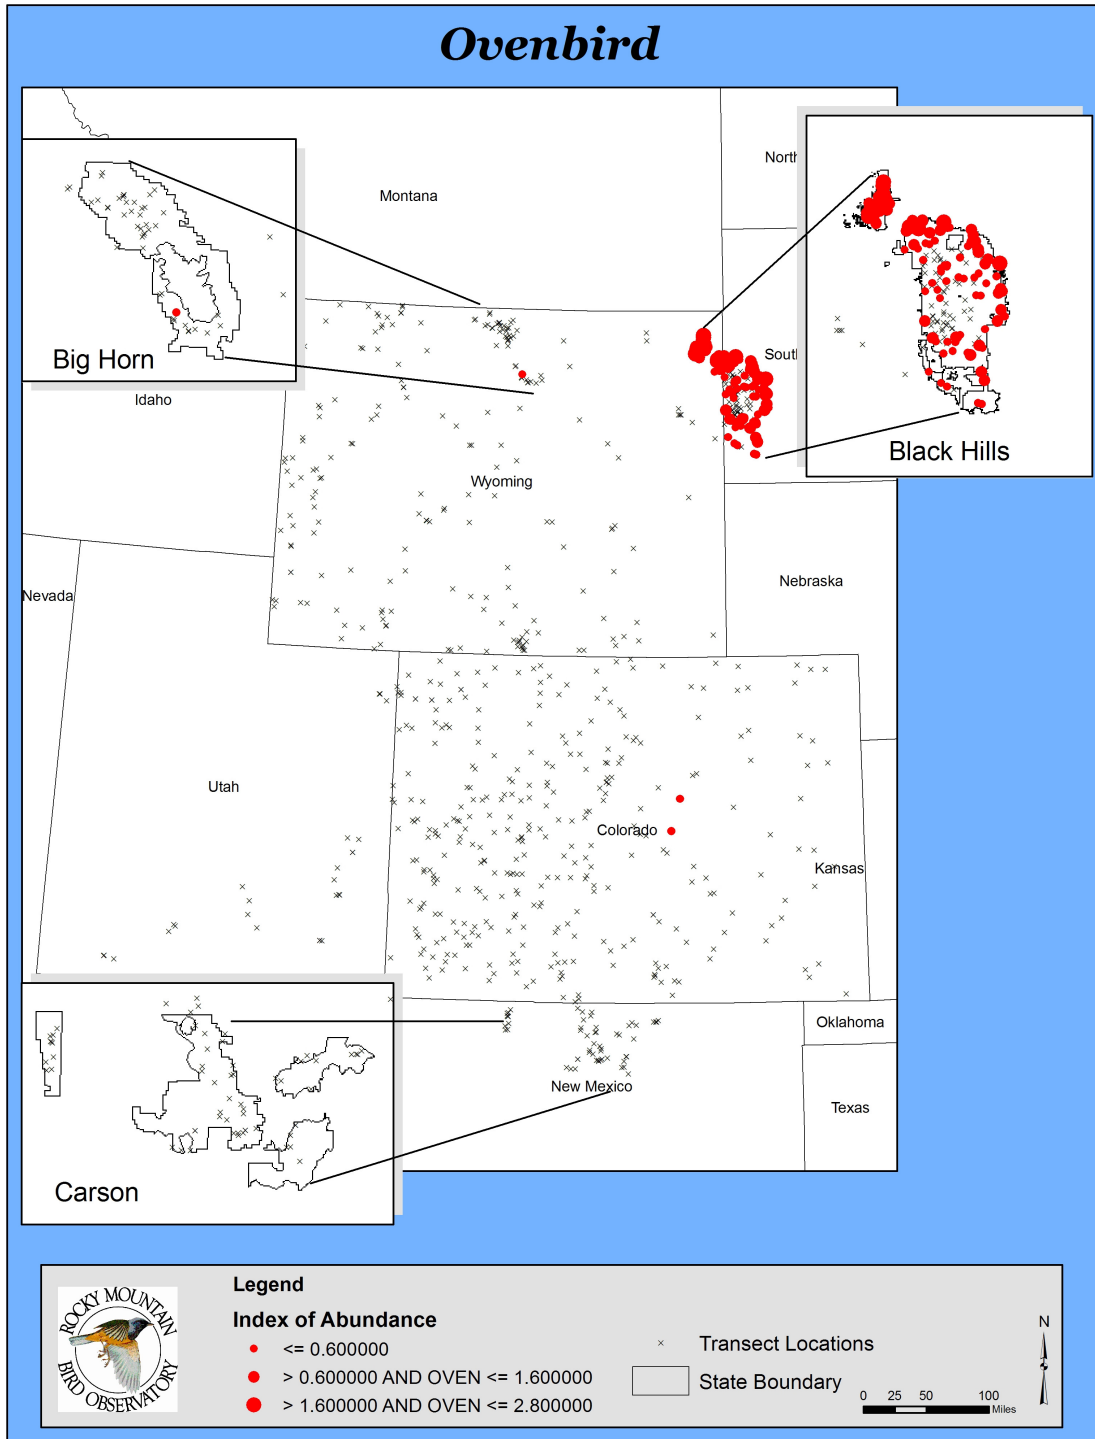 Ovenbird
North
Montana
Big Horn
Idaho
South
Black Hills
Wyoming
Nevada
Nebraska
Utah
Colorado
Kansas
Oklahoma
New Mexico
Texas
Carson
Legend
Index of Abundance
<= 0.600000
> 0.600000 AND OVEN <= 1.600000
> 1.600000 AND OVEN <= 2.800000
Transect Locations
State Boundary
N
0 25 50 100
Miles
ROCKY MOUNTAIN
BIRD OBSERVATORY